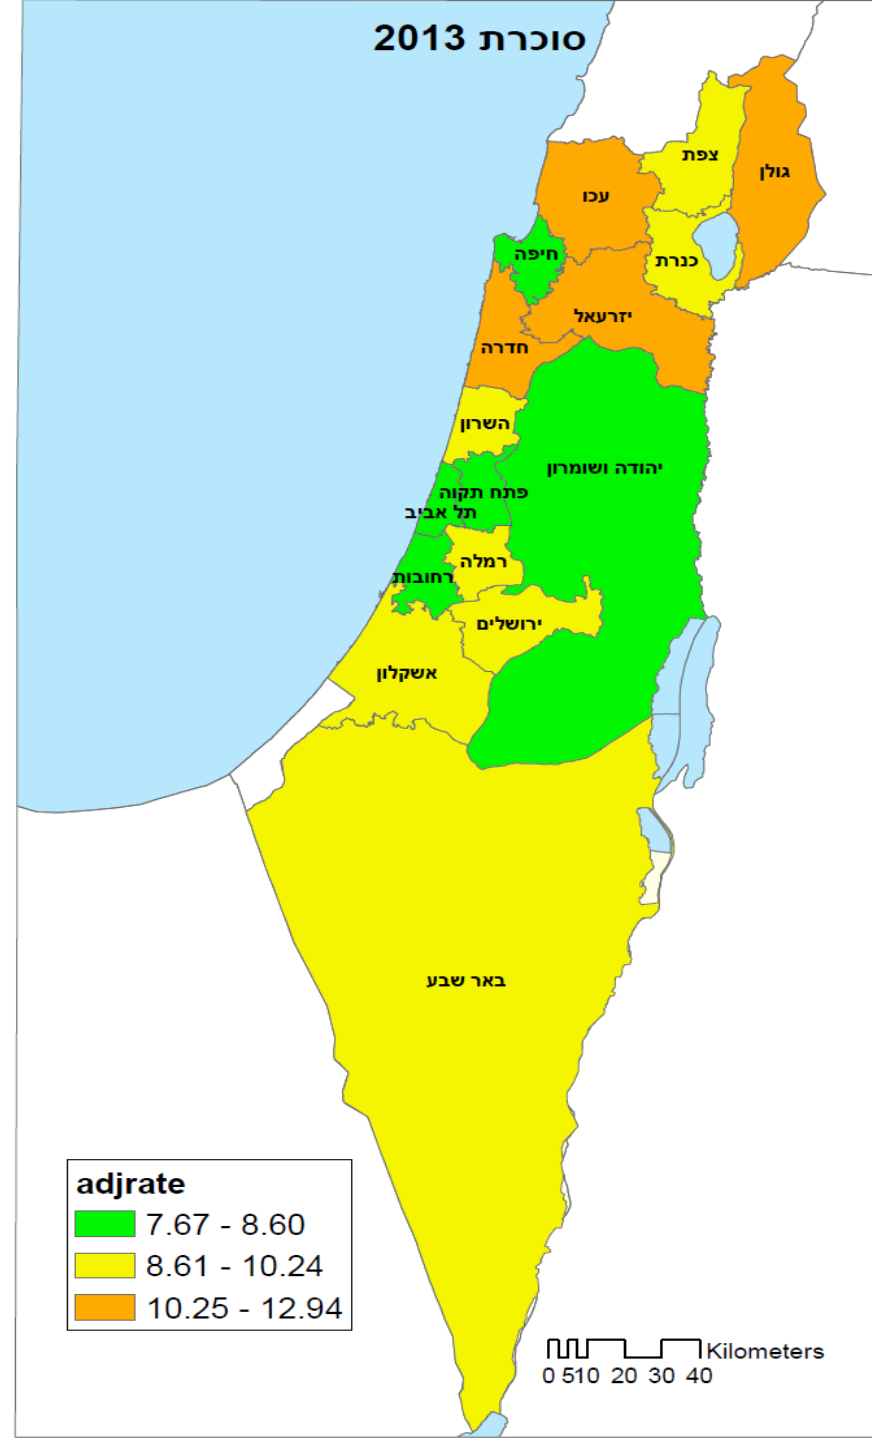 סוכרת 2013
צפת
גולן
עכו
חיפה
כנרת
יזרעאל
חדרה
השרון
יהודה ושומרון
פתח תקוה
תל אביב
רמלה
רחובות
ירושלים
אשקלון
באר שבע
adjrate
7.67 - 8.60
8.61 - 10.24
10.25 - 12.94
Kilometers
0 510 20 30 40